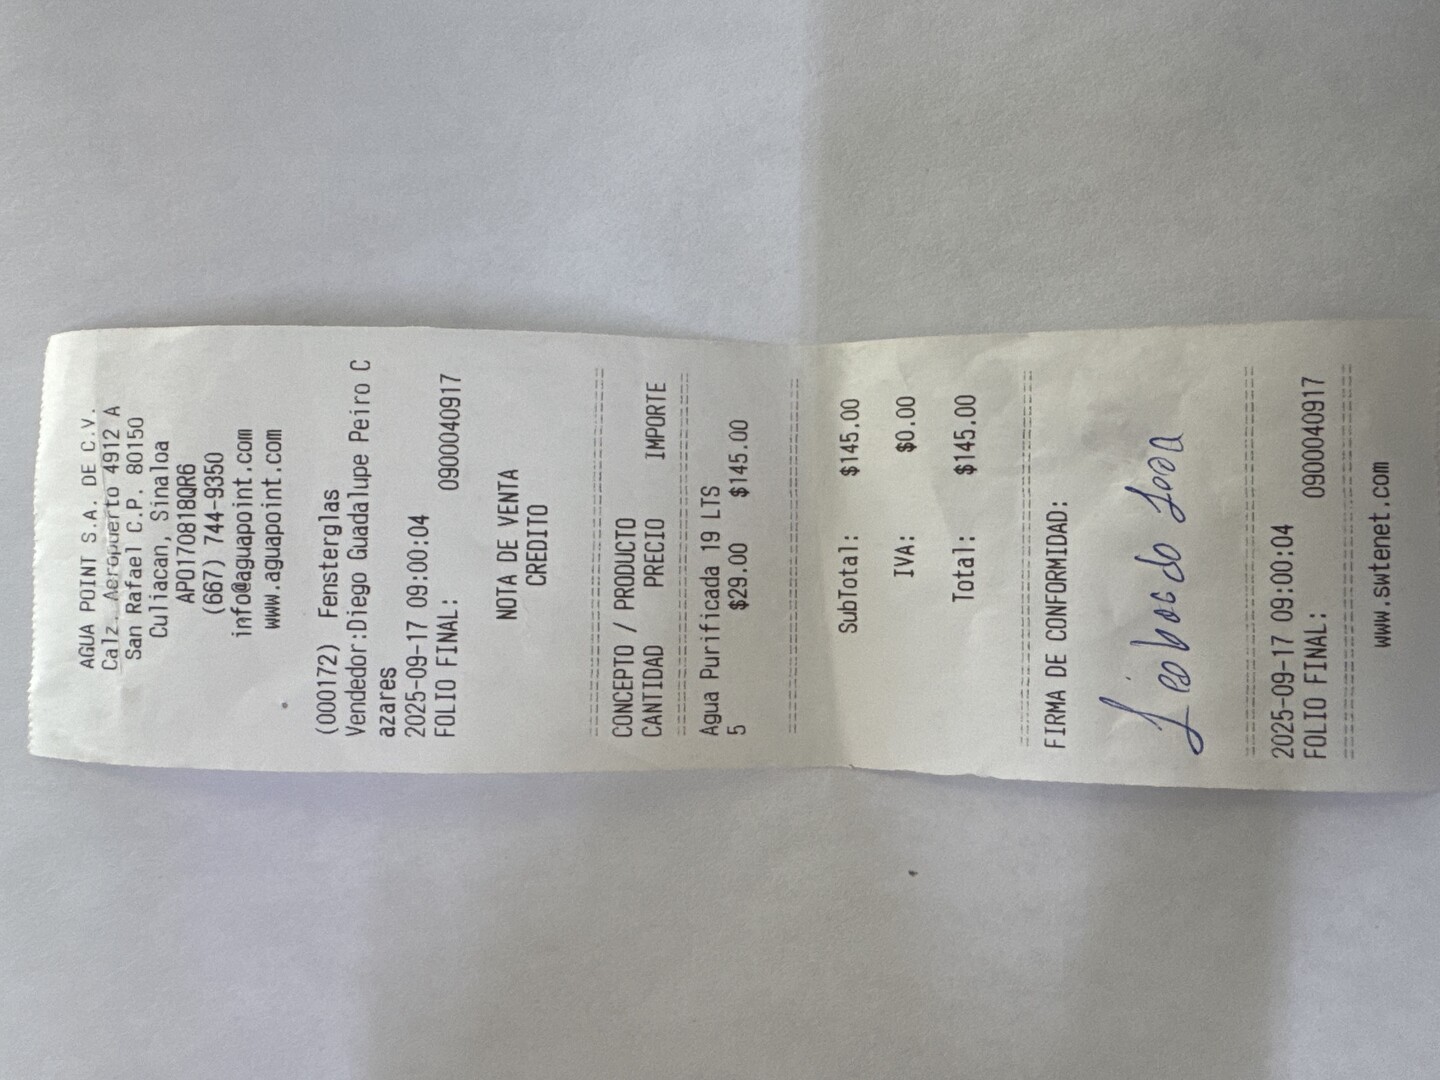 AGUA POINT S.A. DE C.V.
Calz. Aeropuerto 4912 A
San Rafael C.P. 80150
Culiacan, Sinaloa
APO170818QR6
(667) 744-9350
info@aguapoint.com
www.aguapoint.com
(000172) Fensterglas
Vendedor:Diego Guadalupe Peiro C
azares
2025-09-17 09:00:04
FOLIO FINAL: 0900040917
NOTA DE VENTA
CREDITO
CONCEPTO / PRODUCTO
CANTIDAD PRECIO IMPORTE
Agua Purificada 19 LTS
5 $29.00 $145.00
SubTotal: $145.00
IVA: $0.00
Total: $145.00
FIRMA DE CONFORMIDAD:
2025-09-17 09:00:04
FOLIO FINAL: 0900040917
www.swtenet.com